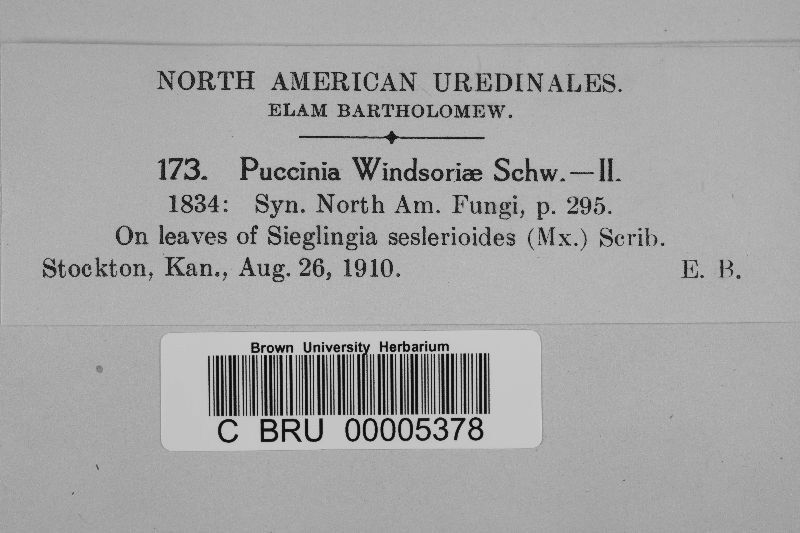 NORTH AMERICAN UREDINALES.
ELAM BARTHOLOMEW.
173. Puccinia Windsoriæ Schw.—II.
1834: Syn. North Am. Fungi, p. 295.
On leaves of Sieglingia seslerioides (Mx.) Scrib.
Stockton, Kan., Aug. 26, 1910. E. B.
Brown University Herbarium
C BRU 00005378